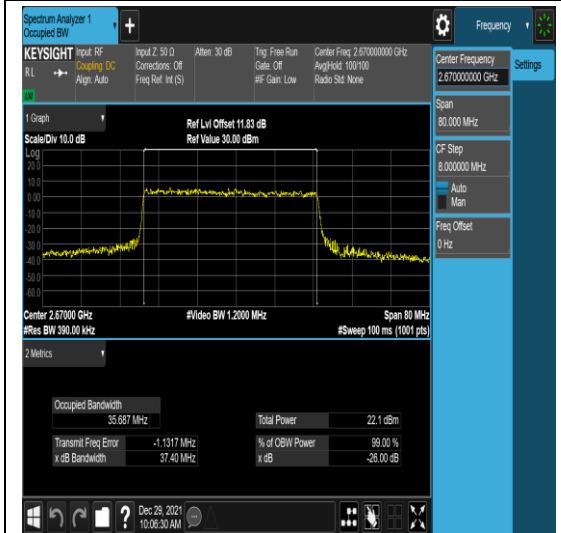 Spectrum Analyzer 1
Occupied BW
Frequency
KEYSIGHT
Input: RF
Coupling: DC
Align: Auto
Input Z: 50 Ω
Corrections: Off
Freq Ref: Int (S)
Atten: 30 dB
Trig: Free Run
Gate: Off
#IF Gain: Low
Center Freq: 2.670000000 GHz
Avg|Hold: 100/100
Radio Std: None
R L
Center Frequency
2.670000000 GHz
Settings
Span
80.000 MHz
CF Step
8.000000 MHz
Auto
Man
Freq Offset
0 Hz
1 Graph
Scale/Div 10.0 dB
Ref Lvl Offset 11.83 dB
Ref Value 30.00 dBm
Log
20.0
10.0
0.00
-10.0
-20.0
-30.0
-40.0
-50.0
-60.0
Center 2.67000 GHz
#Res BW 390.00 kHz
#Video BW 1.2000 MHz
Span 80 MHz
#Sweep 100 ms (1001 pts)
2 Metrics
Occupied Bandwidth
35.687 MHz
Total Power 22.1 dBm
Transmit Freq Error -1.1317 MHz
x dB Bandwidth 37.40 MHz
% of OBW Power 99.00 %
x dB -26.00 dB
Dec 29, 2021
10:06:30 AM